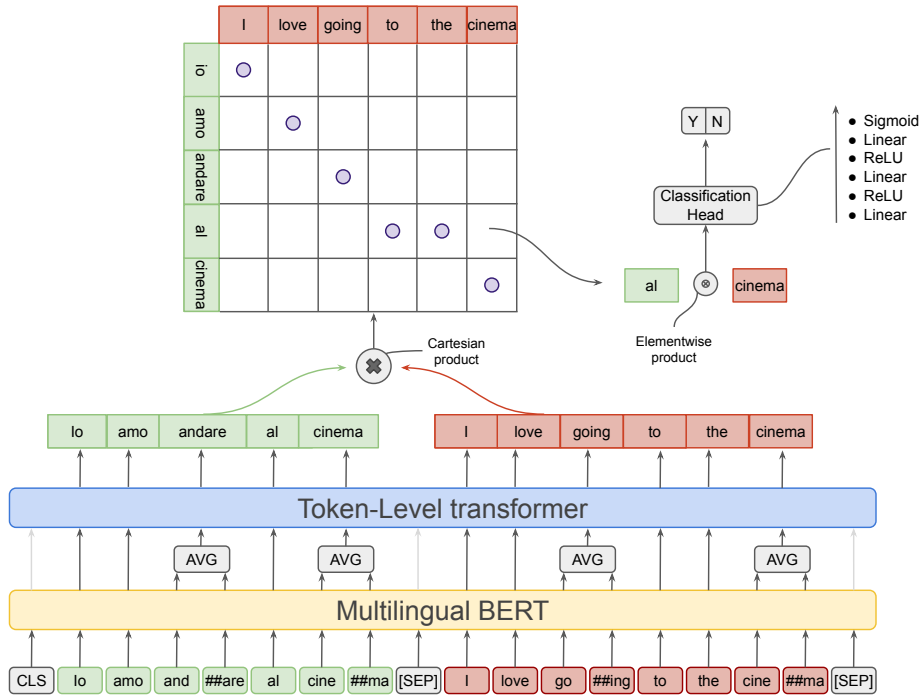 I love going to the cinema
io
amo
andare
al
cinema
Y N
Classification
Head
● Sigmoid
● Linear
● ReLU
● Linear
● ReLU
● Linear
al
cinema
Elementwise
product
Cartesian
product
Io amo andare al cinema
I love going to the cinema
Token-Level transformer
AVG AVG AVG AVG
Multilingual BERT
CLS Io amo and ##are al cine ##ma [SEP] I love go ##ing to the cine ##ma [SEP]